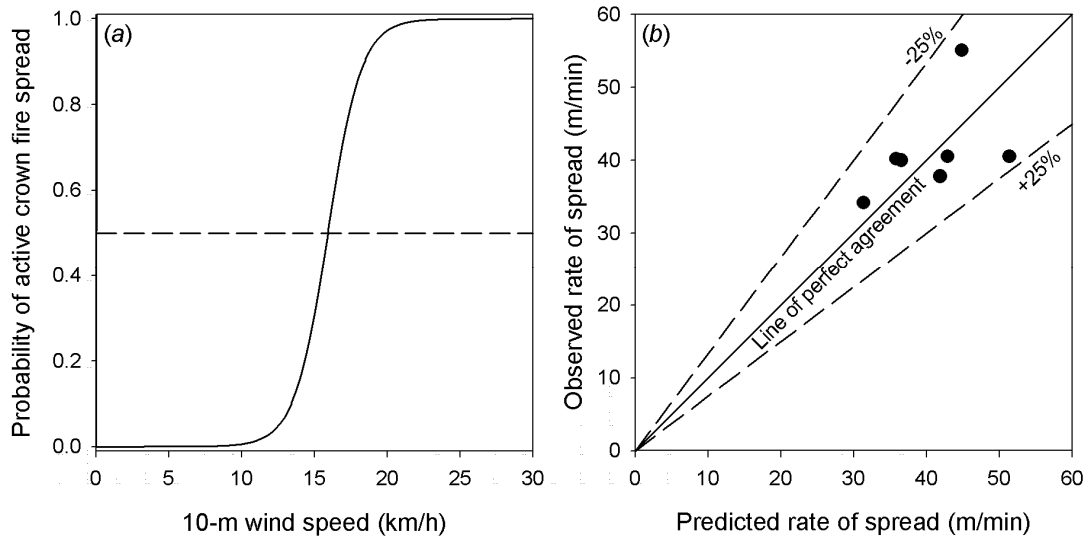 (a)
Probability of active crown fire spread
1.0
0.8
0.6
0.4
0.2
0.0
0 5 10 15 20 25 30
10-m wind speed (km/h)
(b)
Observed rate of spread (m/min)
60
50
40
30
20
10
0
-25%
+25%
Line of perfect agreement
0 10 20 30 40 50 60
Predicted rate of spread (m/min)